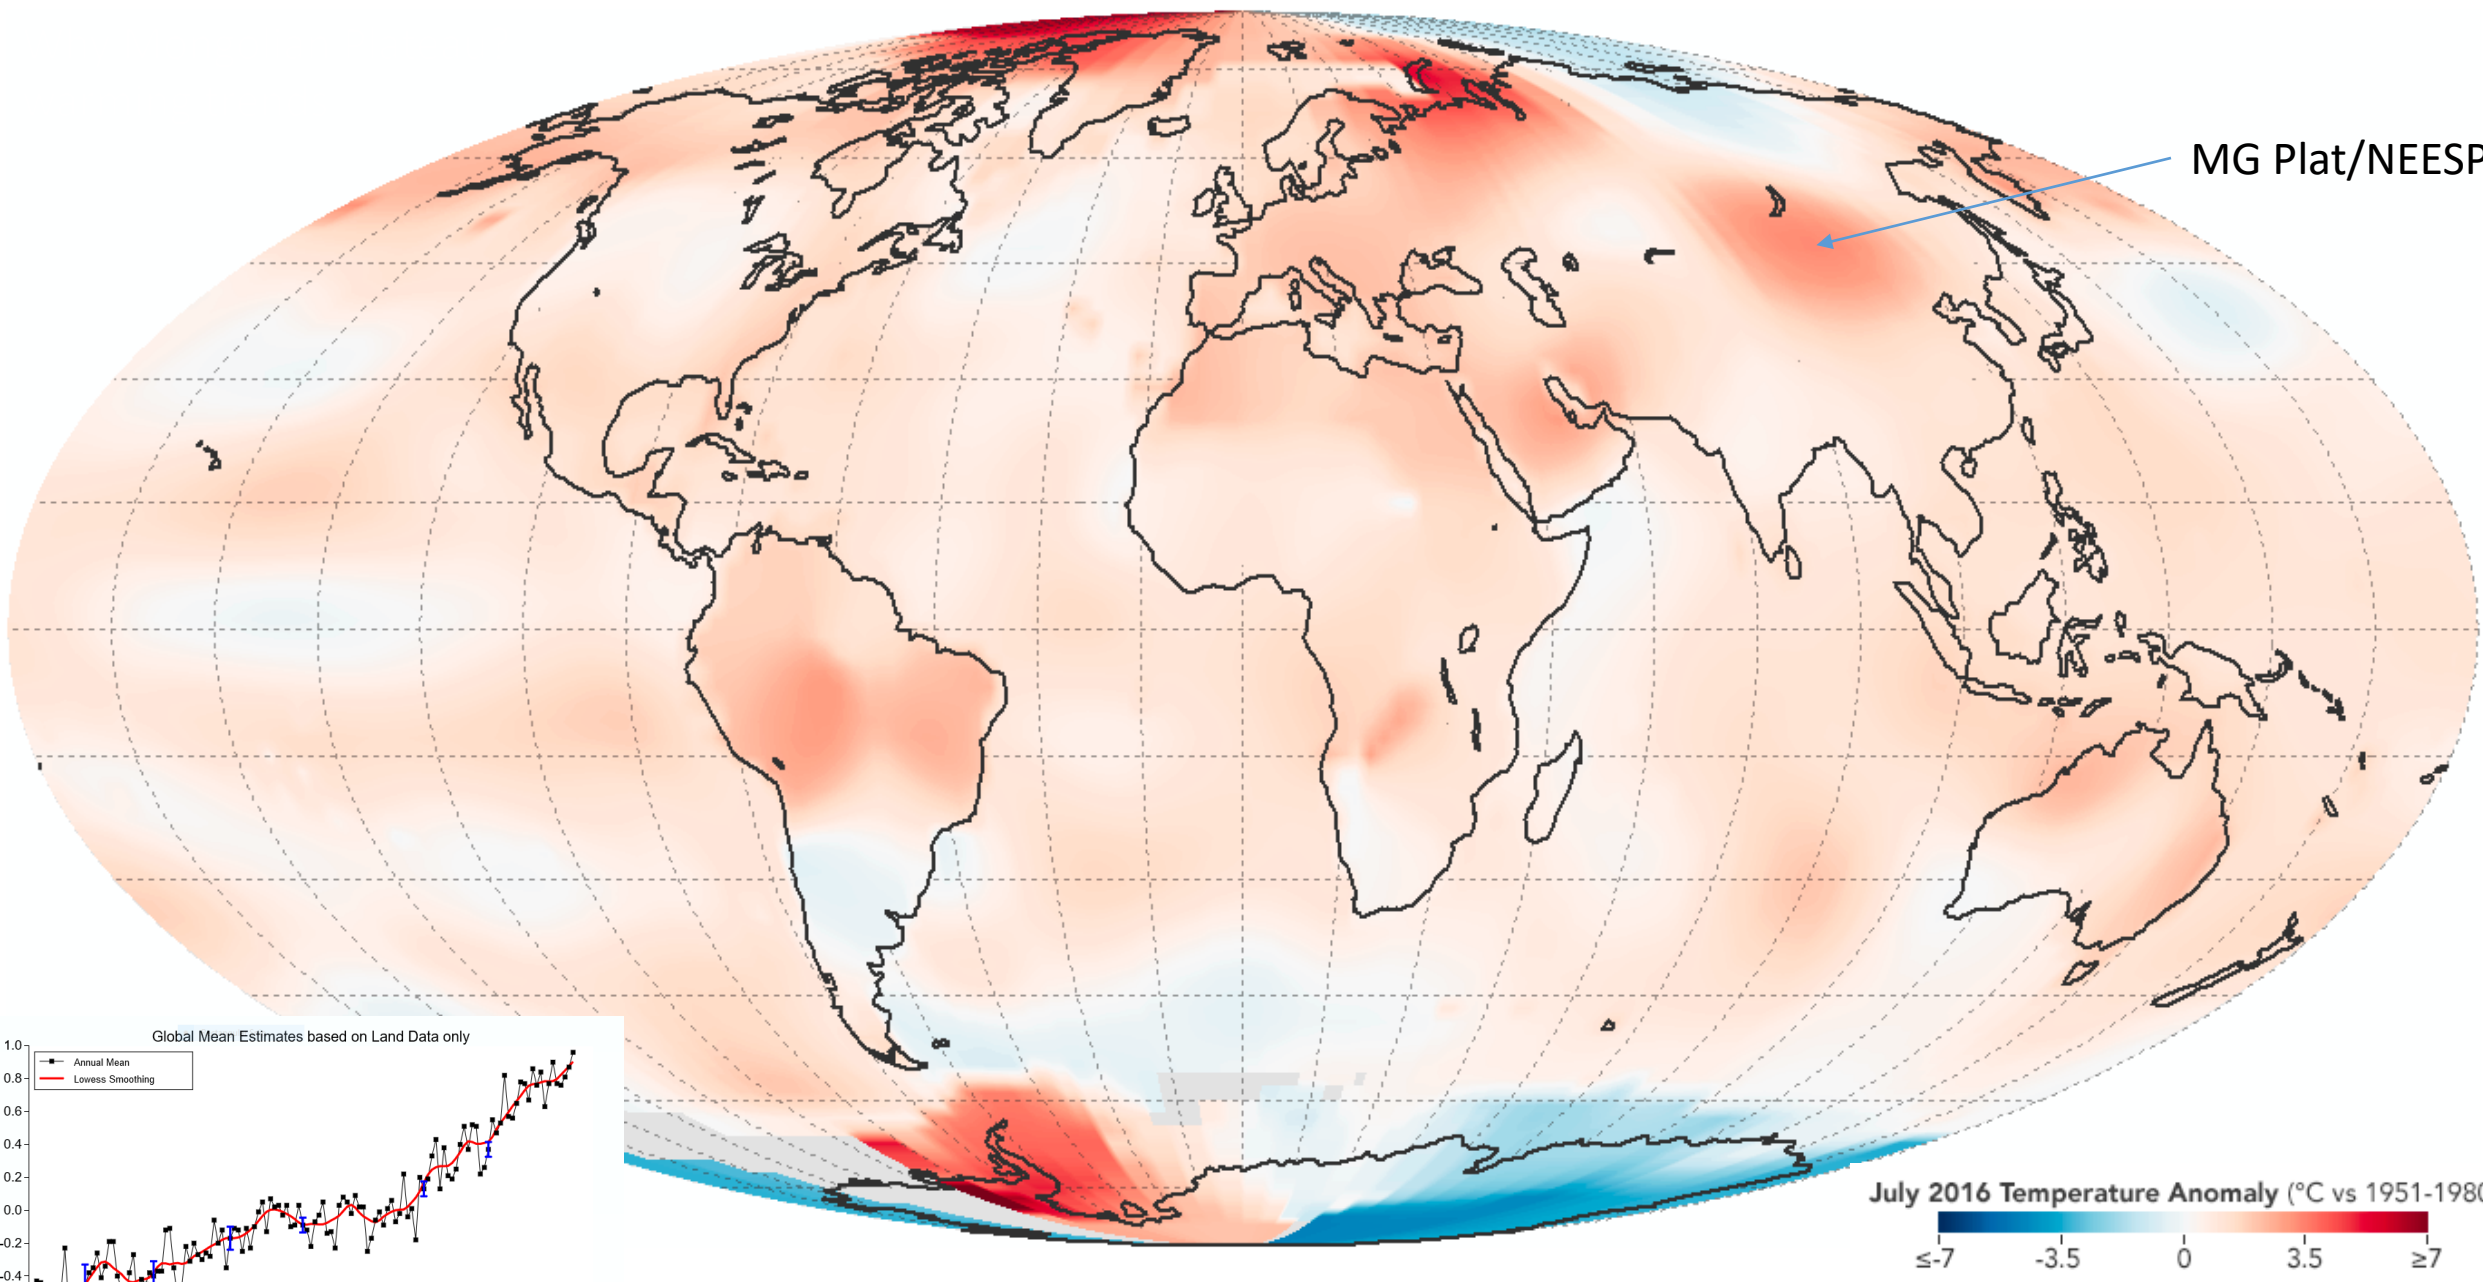 MG Plat/NEESP
Global Mean Estimates based on Land Data only
Annual Mean
Lowess Smoothing
1.0
0.8
0.6
0.4
0.2
0.0
-0.2
-0.4
July 2016 Temperature Anomaly (°C vs 1951-1980
≤-7 -3.5 0 3.5 ≥7